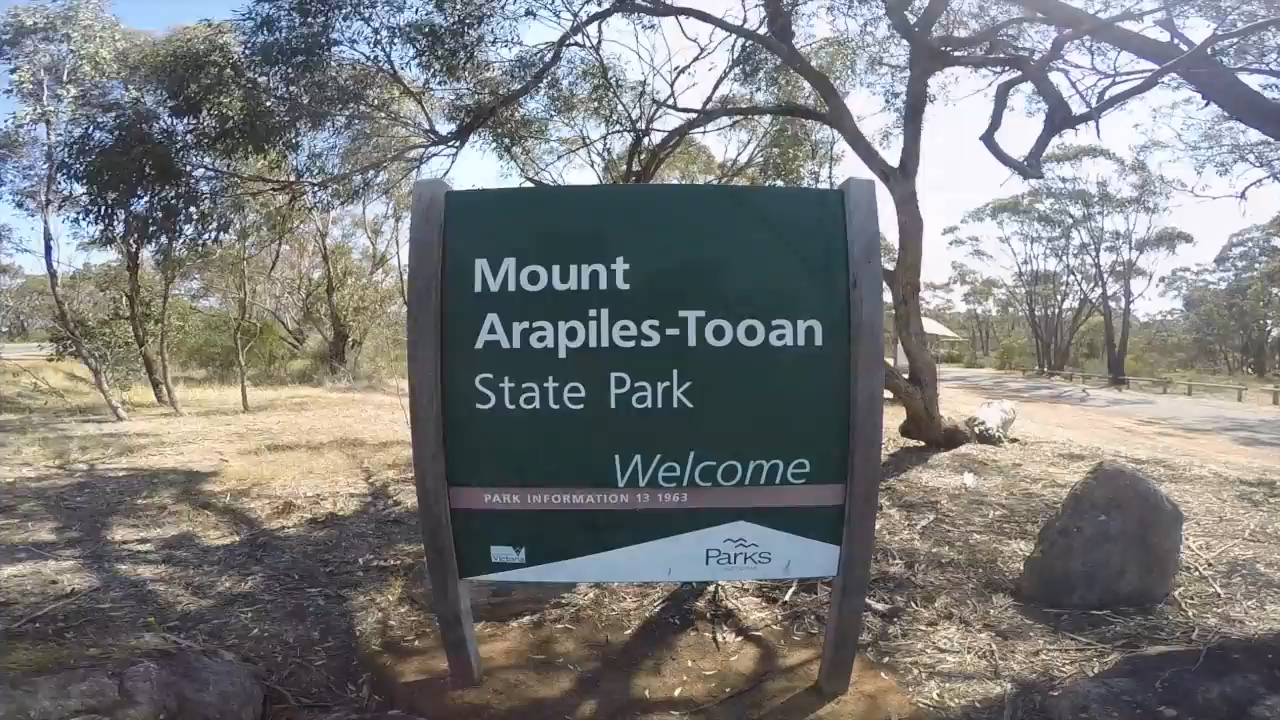 Mount
Arapiles-Tooan
State Park
Welcome
PARK INFORMATION 13 1963
Victoria
Parks